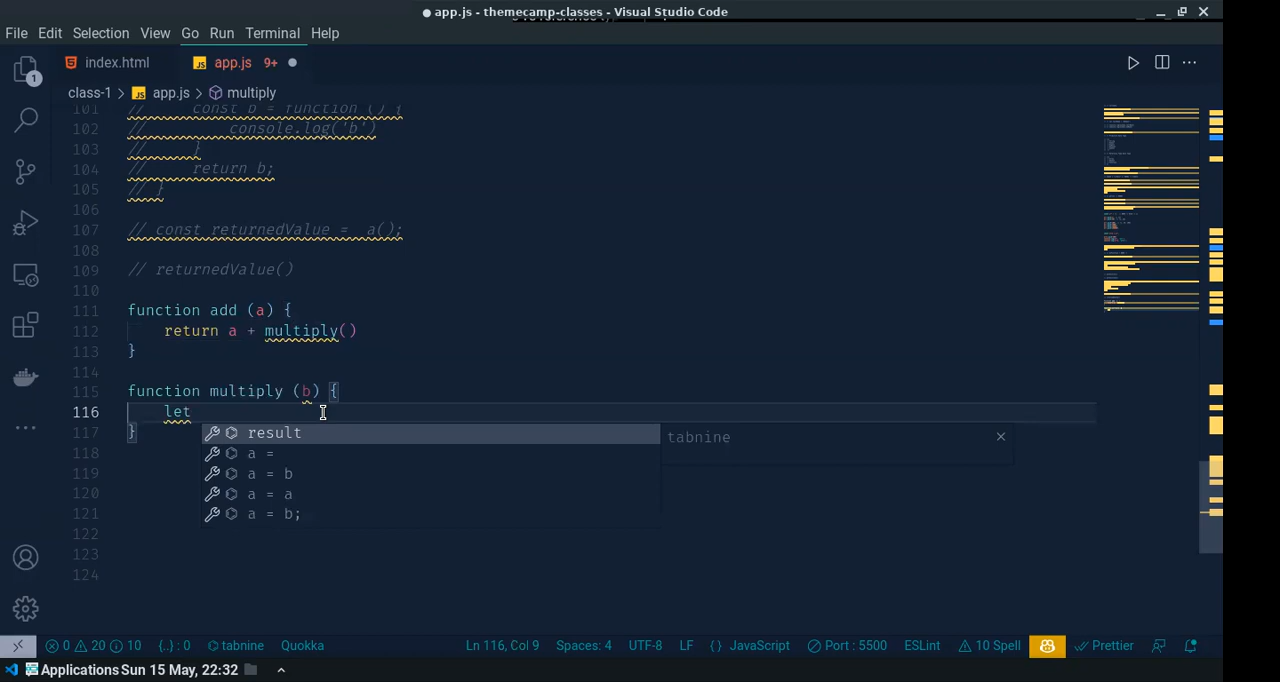 app.js - themecamp-classes - Visual Studio Code
File Edit Selection View Go Run Terminal Help
1
index.html app.js 9+
class-1 > app.js > multiply
101 // const b = function () {
102 // console.log('b')
103 // }
104 // return b;
105 // }
106
107 // const returnedValue = a();
108
109 // returnedValue()
110
111 function add (a) {
112 return a + multiply()
113 }
114
115 function multiply (b) {
116 let
117 }
result tabnine
118 a =
119 a = b
120 a = a
121 a = b;
122
123
124
0 20 10 {..} : 0 tabnine Quokka Ln 116, Col 9 Spaces: 4 UTF-8 LF {} JavaScript Port : 5500 ESLint 10 Spell Prettier
Applications Sun 15 May, 22:32